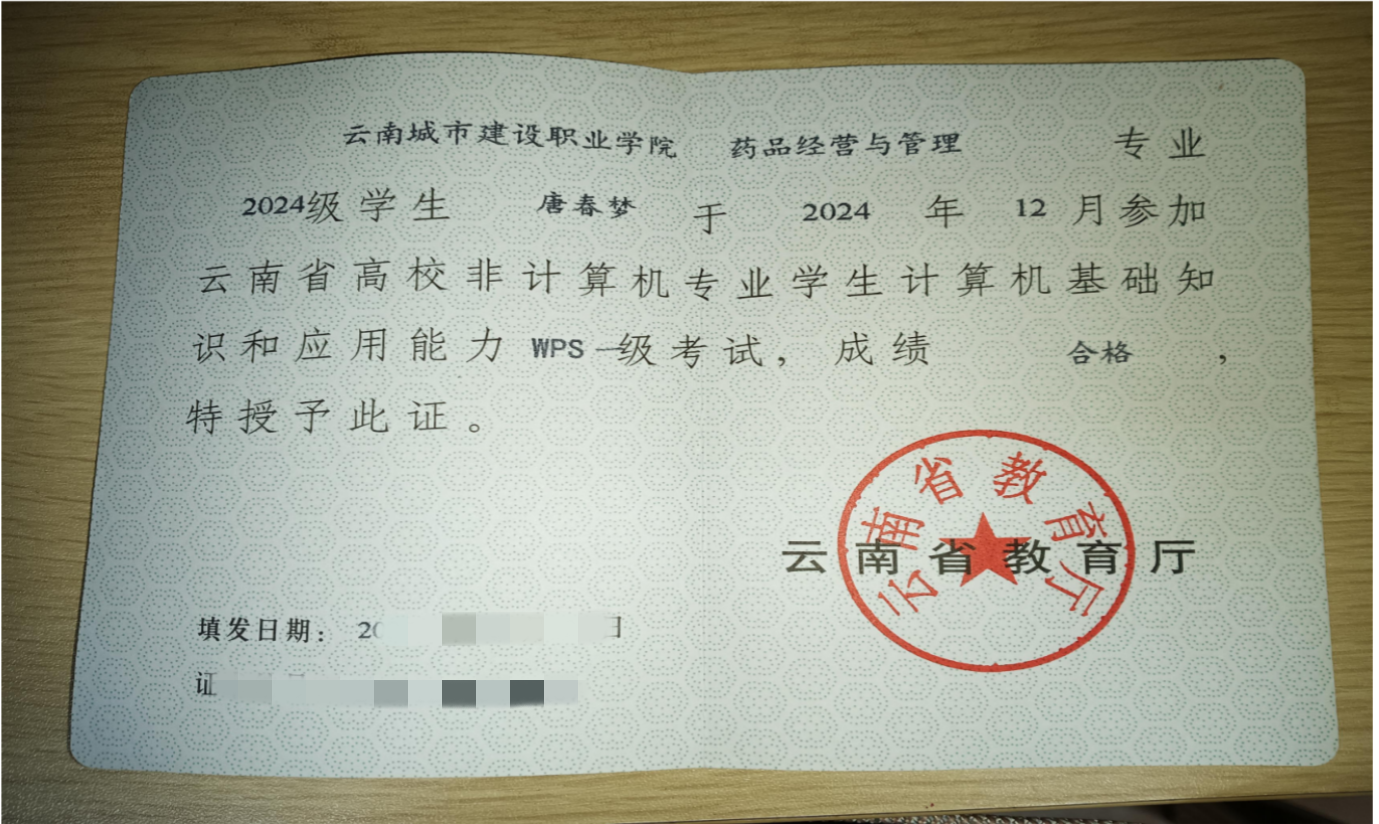 云南城市建设职业学院 药品经营与管理 专业
2024级学生 唐春梦 于 2024 年 12 月参加
云南省高校非计算机专业学生计算机基础知
识和应用能力WPS一级考试，成绩 合格 ，
特授予此证。
云南省教育厅
云南省教育厅
填发日期： 20 日
证